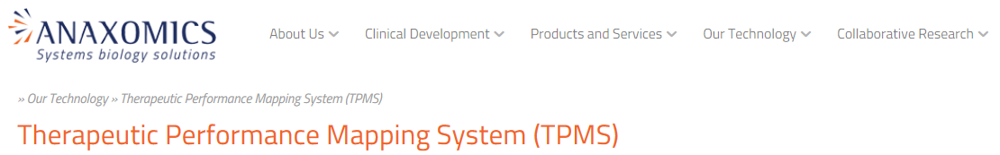 ANAXOMICS
Systems biology solutions
About Us Clinical Development Products and Services Our Technology Collaborative Research
» Our Technology » Therapeutic Performance Mapping System (TPMS)
Therapeutic Performance Mapping System (TPMS)